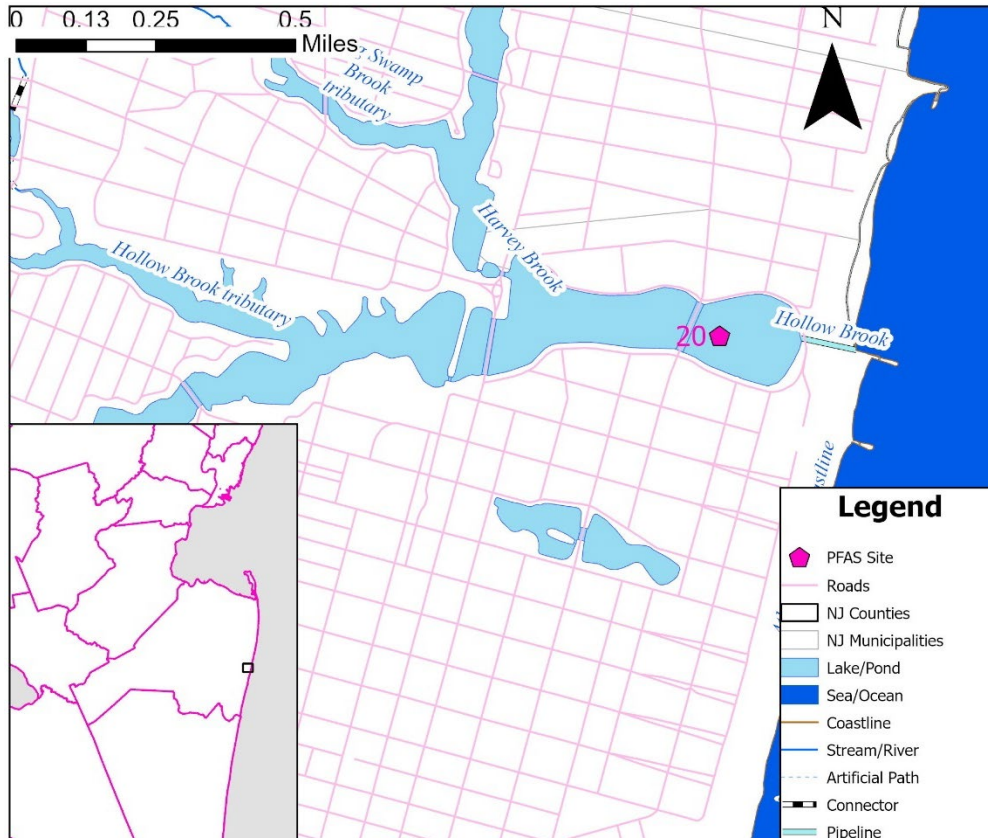 0 0.13 0.25 0.5
Miles
N
Swamp
Brook
tributary
Harvey Brook
Hollow Brook tributary
Hollow Brook
20
Legend
PFAS Site
Roads
NJ Counties
NJ Municipalities
Lake/Pond
Sea/Ocean
Coastline
Stream/River
Artificial Path
Connector
Pipeline